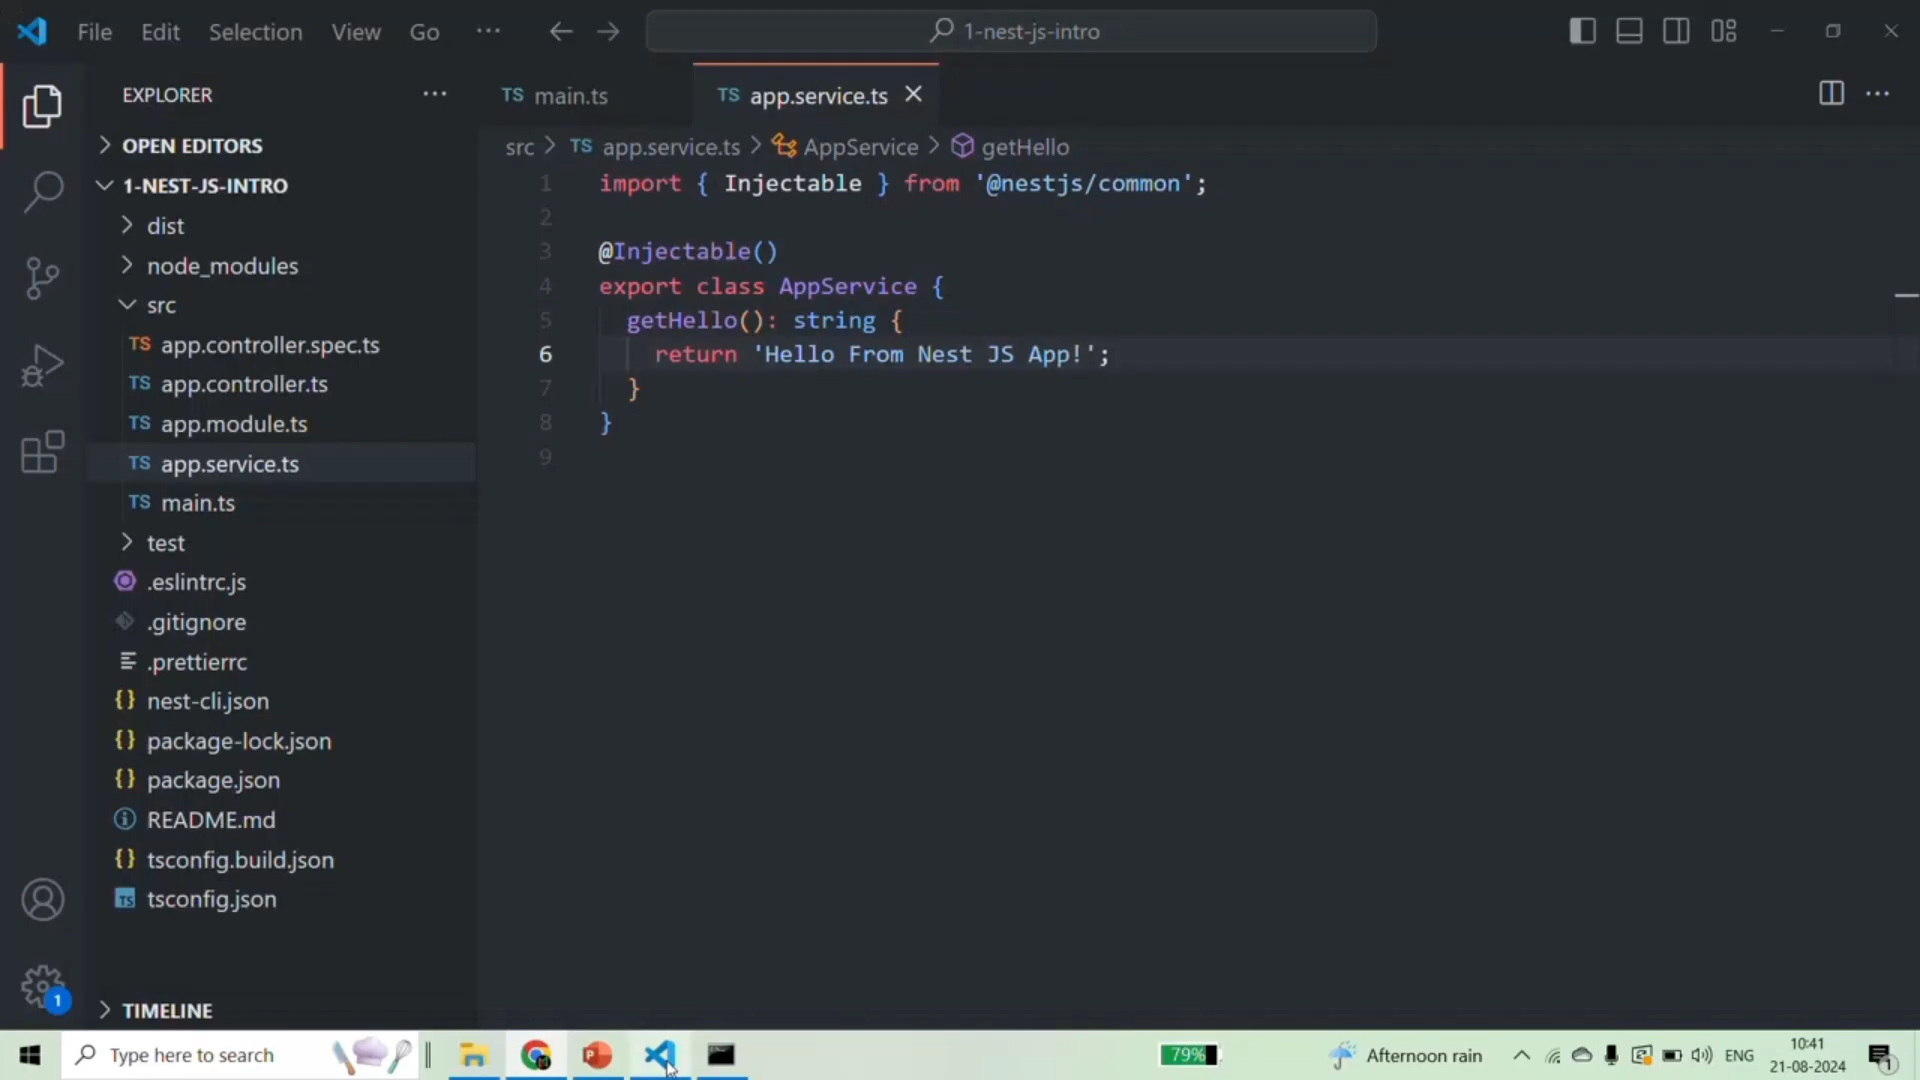 File Edit Selection View Go ··· 1-nest-js-intro
EXPLORER ···
TS main.ts
TS app.service.ts
OPEN EDITORS
1-NEST-JS-INTRO
dist
node_modules
src
TS app.controller.spec.ts
TS app.controller.ts
TS app.module.ts
TS app.service.ts
TS main.ts
test
.eslintrc.js
.gitignore
.prettierrc
{} nest-cli.json
{} package-lock.json
{} package.json
README.md
{} tsconfig.build.json
TS tsconfig.json
TIMELINE
1
src > TS app.service.ts > AppService > getHello
1 import { Injectable } from '@nestjs/common';
2
3 @Injectable()
4 export class AppService {
5 getHello(): string {
6 return 'Hello From Nest JS App!';
7 }
8 }
9
Type here to search
79%
Afternoon rain
ENG
10:41
21-08-2024
1